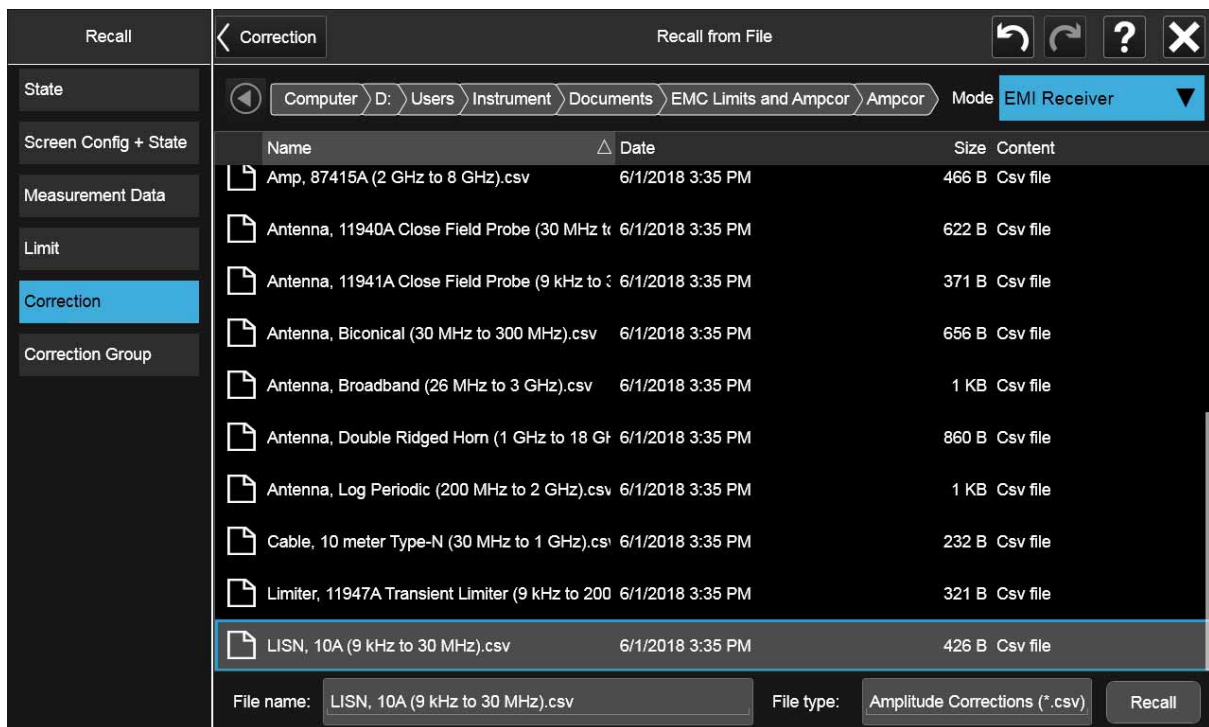 Recall
Correction
Recall from File
?
State
Screen Config + State
Measurement Data
Limit
Correction
Correction Group
Computer D: Users Instrument Documents EMC Limits and Ampcor Ampcor
Mode EMI Receiver
Name Date Size Content
Amp, 87415A (2 GHz to 8 GHz).csv 6/1/2018 3:35 PM 466 B Csv file
Antenna, 11940A Close Field Probe (30 MHz 6/1/2018 3:35 PM 622 B Csv file
Antenna, 11941A Close Field Probe (9 kHz to 6/1/2018 3:35 PM 371 B Csv file
Antenna, Biconical (30 MHz to 300 MHz).csv 6/1/2018 3:35 PM 656 B Csv file
Antenna, Broadband (26 MHz to 3 GHz).csv 6/1/2018 3:35 PM 1 KB Csv file
Antenna, Double Ridged Horn (1 GHz to 18 6/1/2018 3:35 PM 860 B Csv file
Antenna, Log Periodic (200 MHz to 2 GHz).csv 6/1/2018 3:35 PM 1 KB Csv file
Cable, 10 meter Type-N (30 MHz to 1 GHz).csv 6/1/2018 3:35 PM 232 B Csv file
Limiter, 11947A Transient Limiter (9 kHz to 200 6/1/2018 3:35 PM 321 B Csv file
LISN, 10A (9 kHz to 30 MHz).csv 6/1/2018 3:35 PM 426 B Csv file
File name: LISN, 10A (9 kHz to 30 MHz).csv File type: Amplitude Corrections (*.csv) Recall